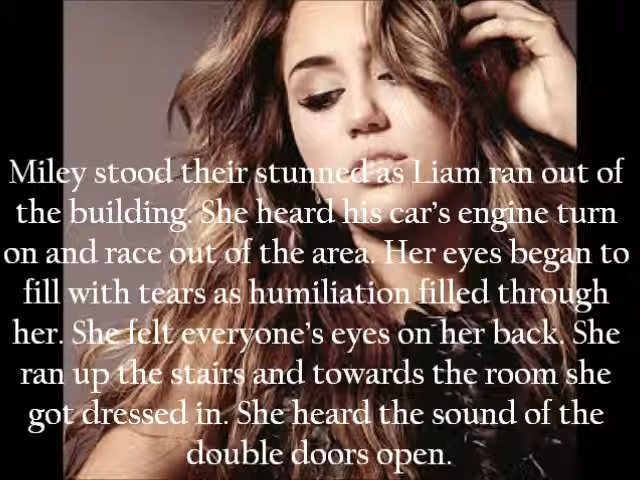 Miley stood their stunned as Liam ran out of
the building. She heard his car's engine turn
on and race out of the area. Her eyes began to
fill with tears as humiliation filled through
her. She felt everyone's eyes on her back. She
ran up the stairs and towards the room she
got dressed in. She heard the sound of the
double doors open.